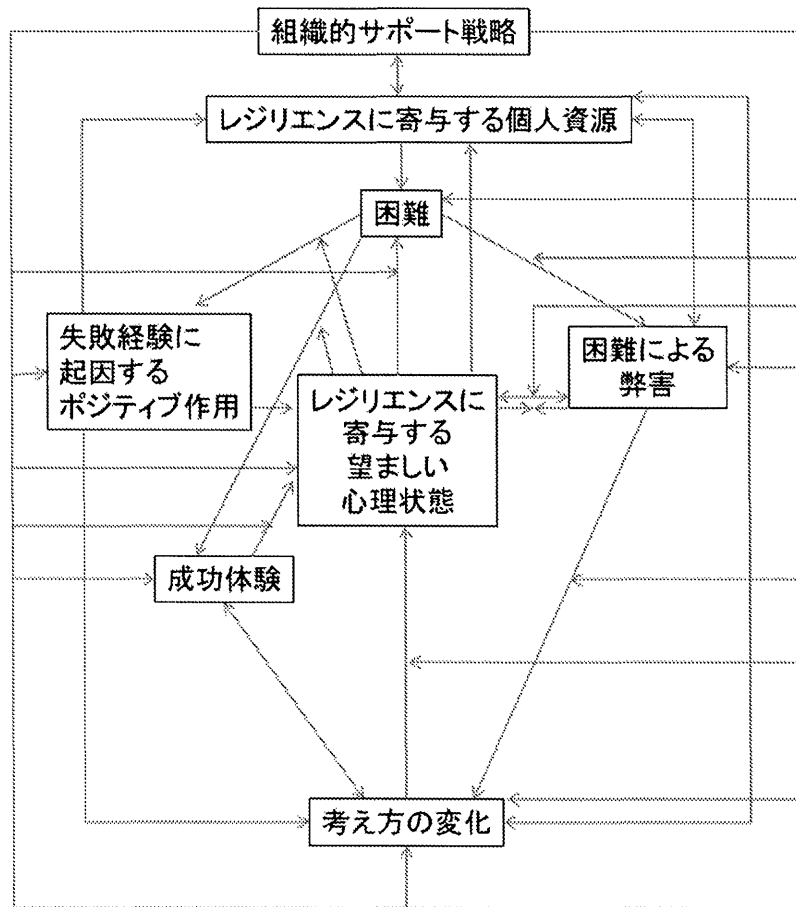 組織的サポート戦略
レジリエンスに寄与する個人資源
困難
失敗経験に
起因する
ポジティブ作用
困難による
弊害
レジリエンスに
寄与する
望ましい
心理状態
成功体験
考え方の変化